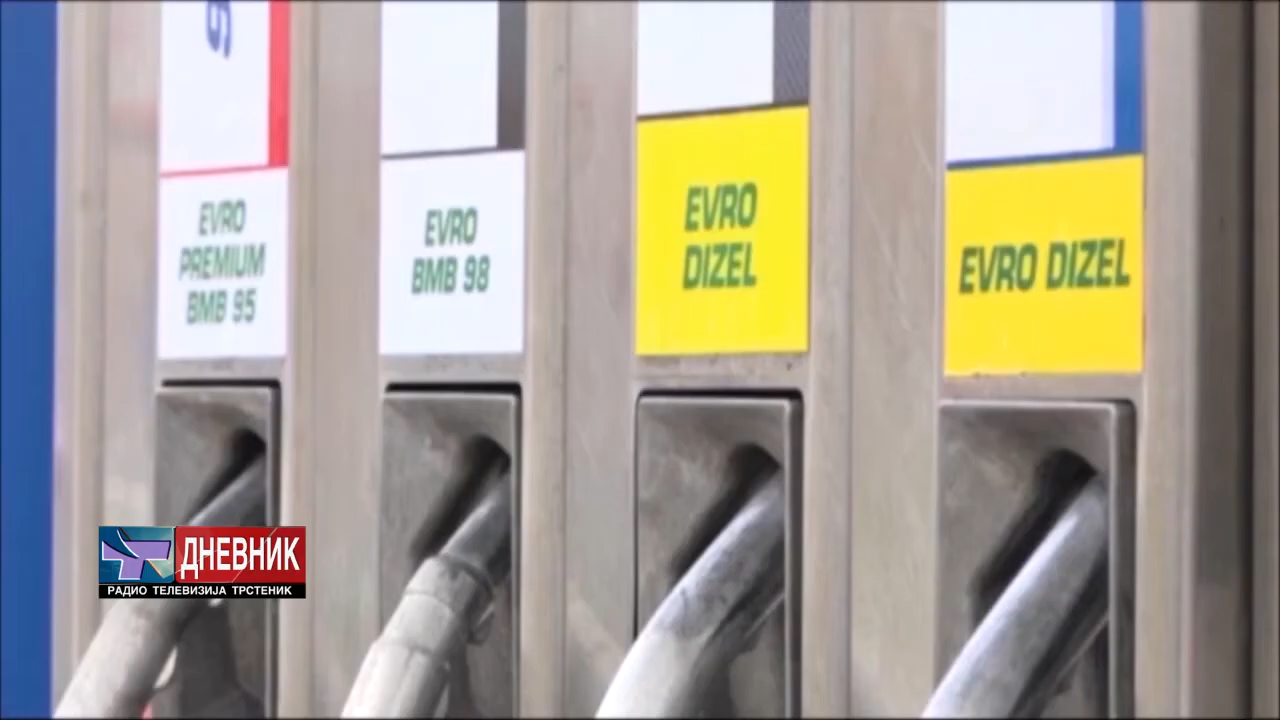 EVRO
PREMIUM
BMB 95
EVRO
BMB 98
EVRO
DIZEL
EVRO DIZEL
ДНЕВНИК
РАДИО ТЕЛЕВИЗИЈА ТРСТЕНИК